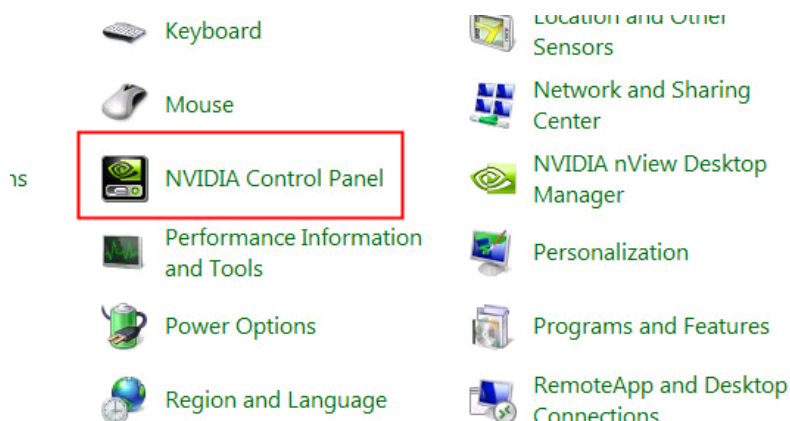 Keyboard
Location and Other
Sensors
Mouse
Network and Sharing
Center
ns
NVIDIA Control Panel
NVIDIA nView Desktop
Manager
Performance Information
and Tools
Personalization
Power Options
Programs and Features
Region and Language
RemoteApp and Desktop
Connections